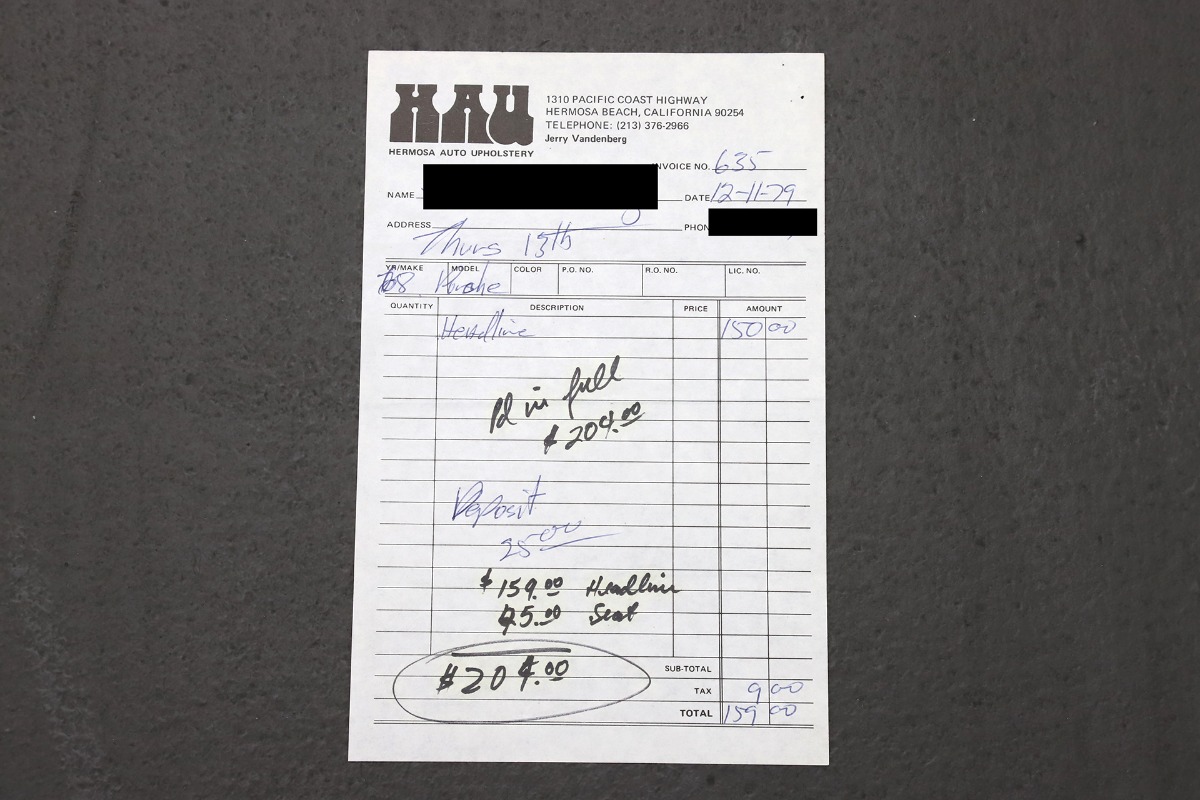 HAU
HERMOSA AUTO UPHOLSTERY
1310 PACIFIC COAST HIGHWAY
HERMOSA BEACH, CALIFORNIA 90254
TELEPHONE: (213) 376-2966
Jerry Vandenberg
INVOICE NO. 635
NAME
DATE 12-11-79
ADDRESS
PHON
Thurs 13th
YR/MAKE MODEL COLOR P.O. NO. R.O. NO. LIC. NO.
68
QUANTITY DESCRIPTION PRICE AMOUNT
Headline 150 00
Pd in full
$204.00
Deposit
25.00
$159.00 Headline
45.00 Seat
$204.00
SUB-TOTAL
TAX 9 00
TOTAL 159 00